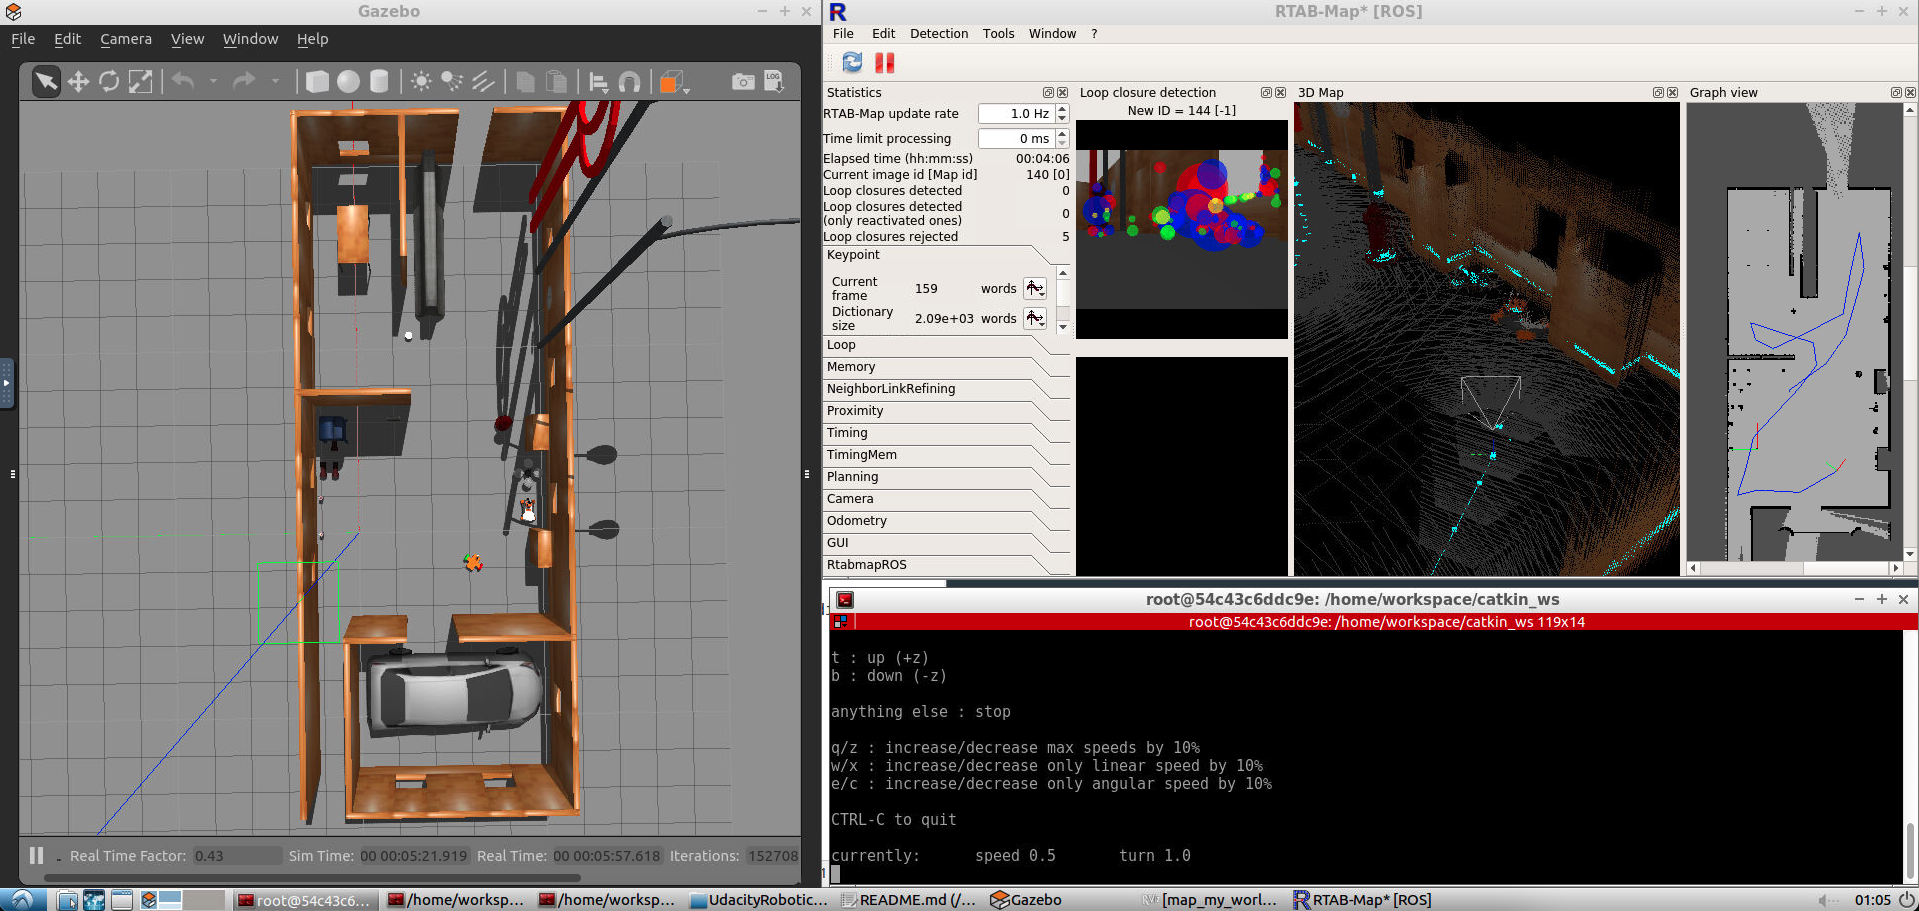 Gazebo
File Edit Camera View Window Help
LOG
Real Time Factor: 0.43 Sim Time: 00 00:05:21.919 Real Time: 00 00:05:57.618 Iterations: 152708
RTAB-Map* [ROS]
File Edit Detection Tools Window ?
Statistics
RTAB-Map update rate 1.0 Hz
Time limit processing 0 ms
Elapsed time (hh:mm:ss) 00:04:06
Current image id [Map id] 140 [0]
Loop closures detected 0
Loop closures detected
(only reactivated ones) 0
Loop closures rejected 5
Keypoint
Current
frame 159 words
Dictionary
size 2.09e+03 words
Loop
Memory
NeighborLinkRefining
Proximity
Timing
TimingMem
Planning
Camera
Odometry
GUI
RtabmapROS
Loop closure detection
New ID = 144 [-1]
3D Map
Graph view
root@54c43c6ddc9e: /home/workspace/catkin_ws
root@54c43c6ddc9e: /home/workspace/catkin_ws 119x14
t : up (+z)
b : down (-z)
anything else : stop
q/z : increase/decrease max speeds by 10%
w/x : increase/decrease only linear speed by 10%
e/c : increase/decrease only angular speed by 10%
CTRL-C to quit
currently: speed 0.5 turn 1.0
root@54c43c6... /home/worksp... /home/worksp... UdacityRobotic... README.md (/... Gazebo [map_my_worl... RTAB-Map* [ROS] 01:05